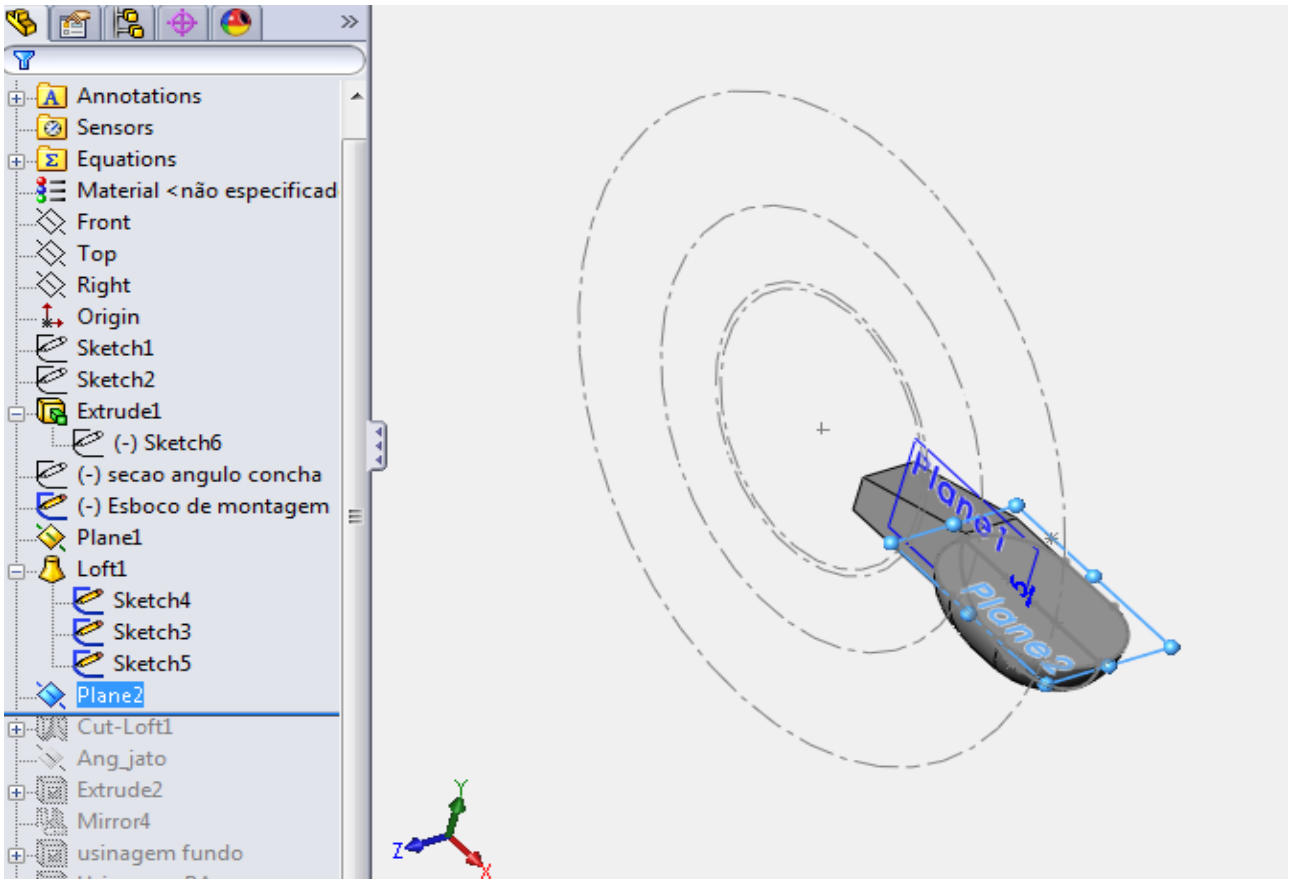 »
Annotations
Sensors
Equations
Material <não especificad
Front
Top
Right
Origin
Sketch1
Sketch2
Extrude1
(-) Sketch6
(-) secao angulo concha
(-) Esboco de montagem
Plane1
Loft1
Sketch4
Sketch3
Sketch5
Plane2
Cut-Loft1
Ang_jato
Extrude2
Mirror4
usinagem fundo
Plane1
Plane2
Y
Z
X